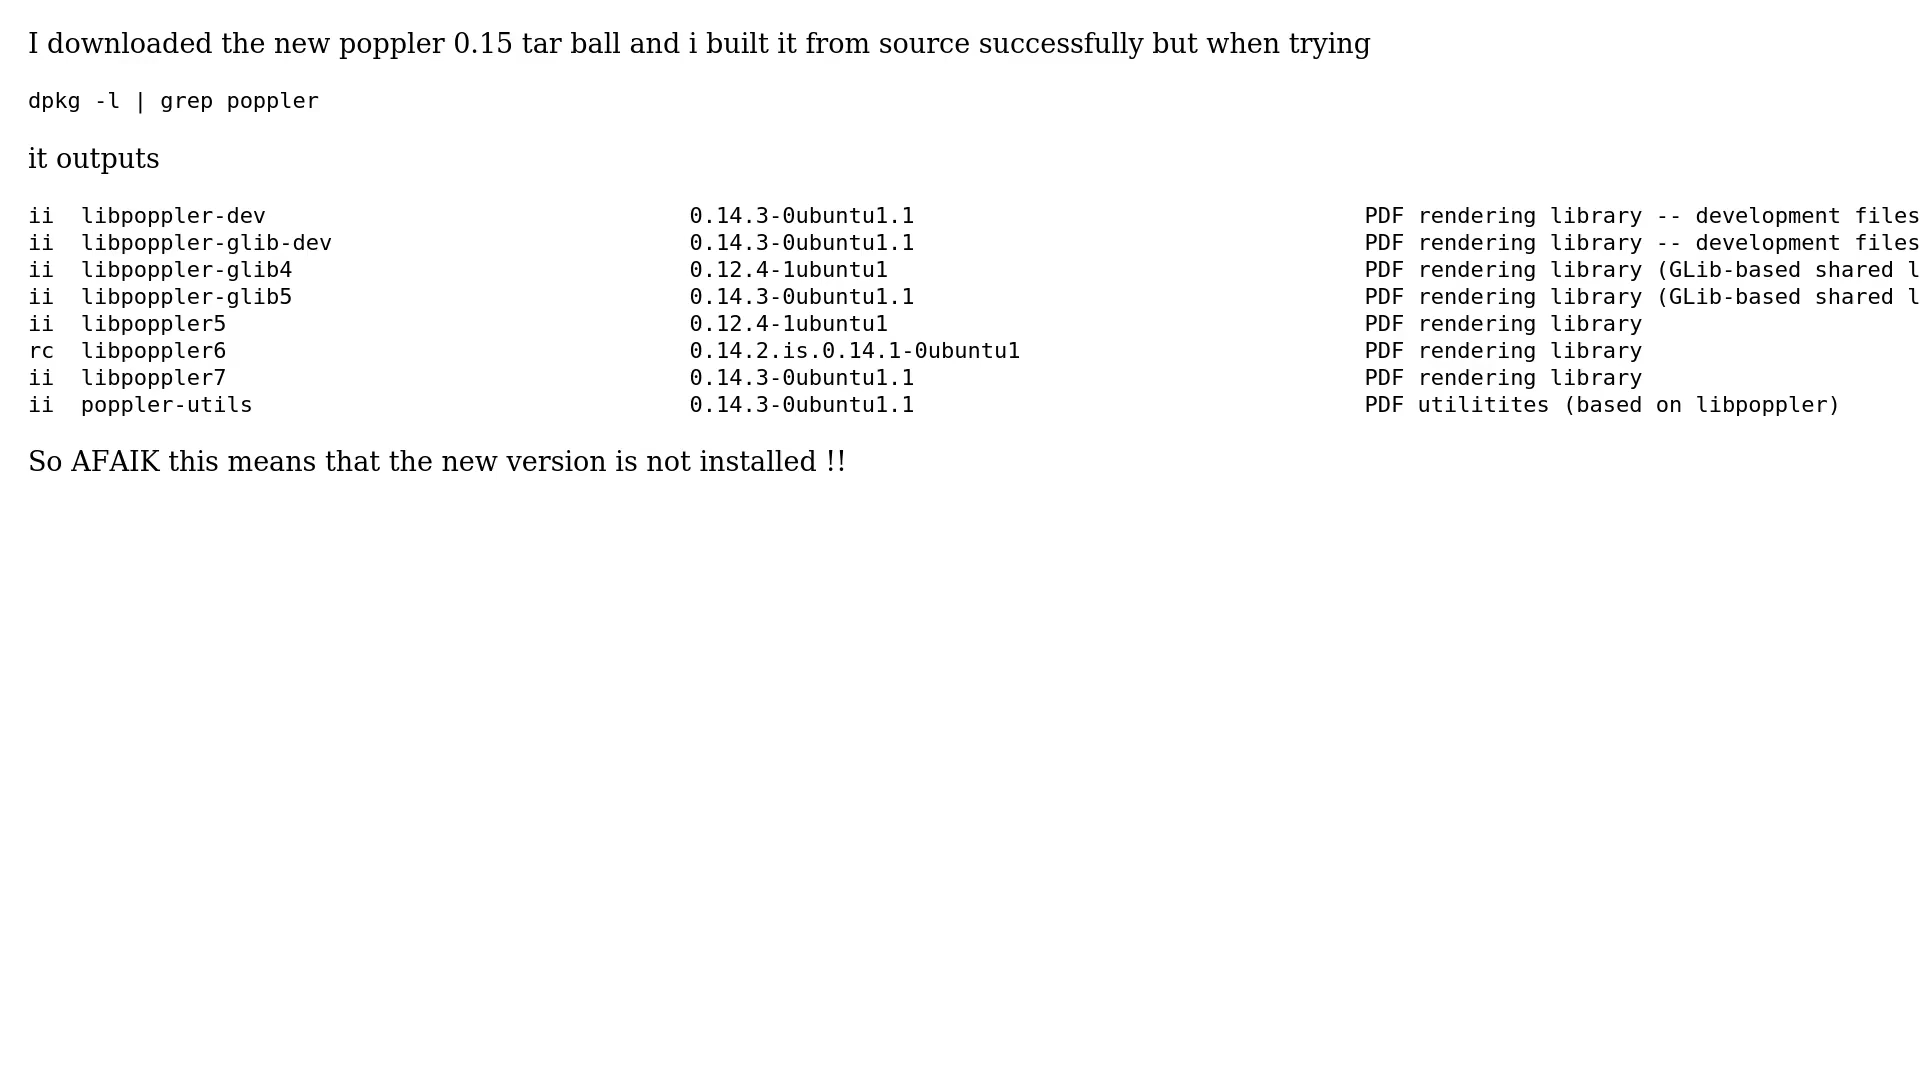 I downloaded the new poppler 0.15 tar ball and i built it from source successfully but when trying
dpkg -l | grep poppler
it outputs
ii  libpoppler-dev                                0.14.3-0ubuntu1.1                                  PDF rendering library -- development files
ii  libpoppler-glib-dev                           0.14.3-0ubuntu1.1                                  PDF rendering library -- development files
ii  libpoppler-glib4                              0.12.4-1ubuntu1                                    PDF rendering library (GLib-based shared l
ii  libpoppler-glib5                              0.14.3-0ubuntu1.1                                  PDF rendering library (GLib-based shared l
ii  libpoppler5                                   0.12.4-1ubuntu1                                    PDF rendering library
rc  libpoppler6                                   0.14.2.is.0.14.1-0ubuntu1                          PDF rendering library
ii  libpoppler7                                   0.14.3-0ubuntu1.1                                  PDF rendering library
ii  poppler-utils                                 0.14.3-0ubuntu1.1                                  PDF utilitites (based on libpoppler)
So AFAIK this means that the new version is not installed !!